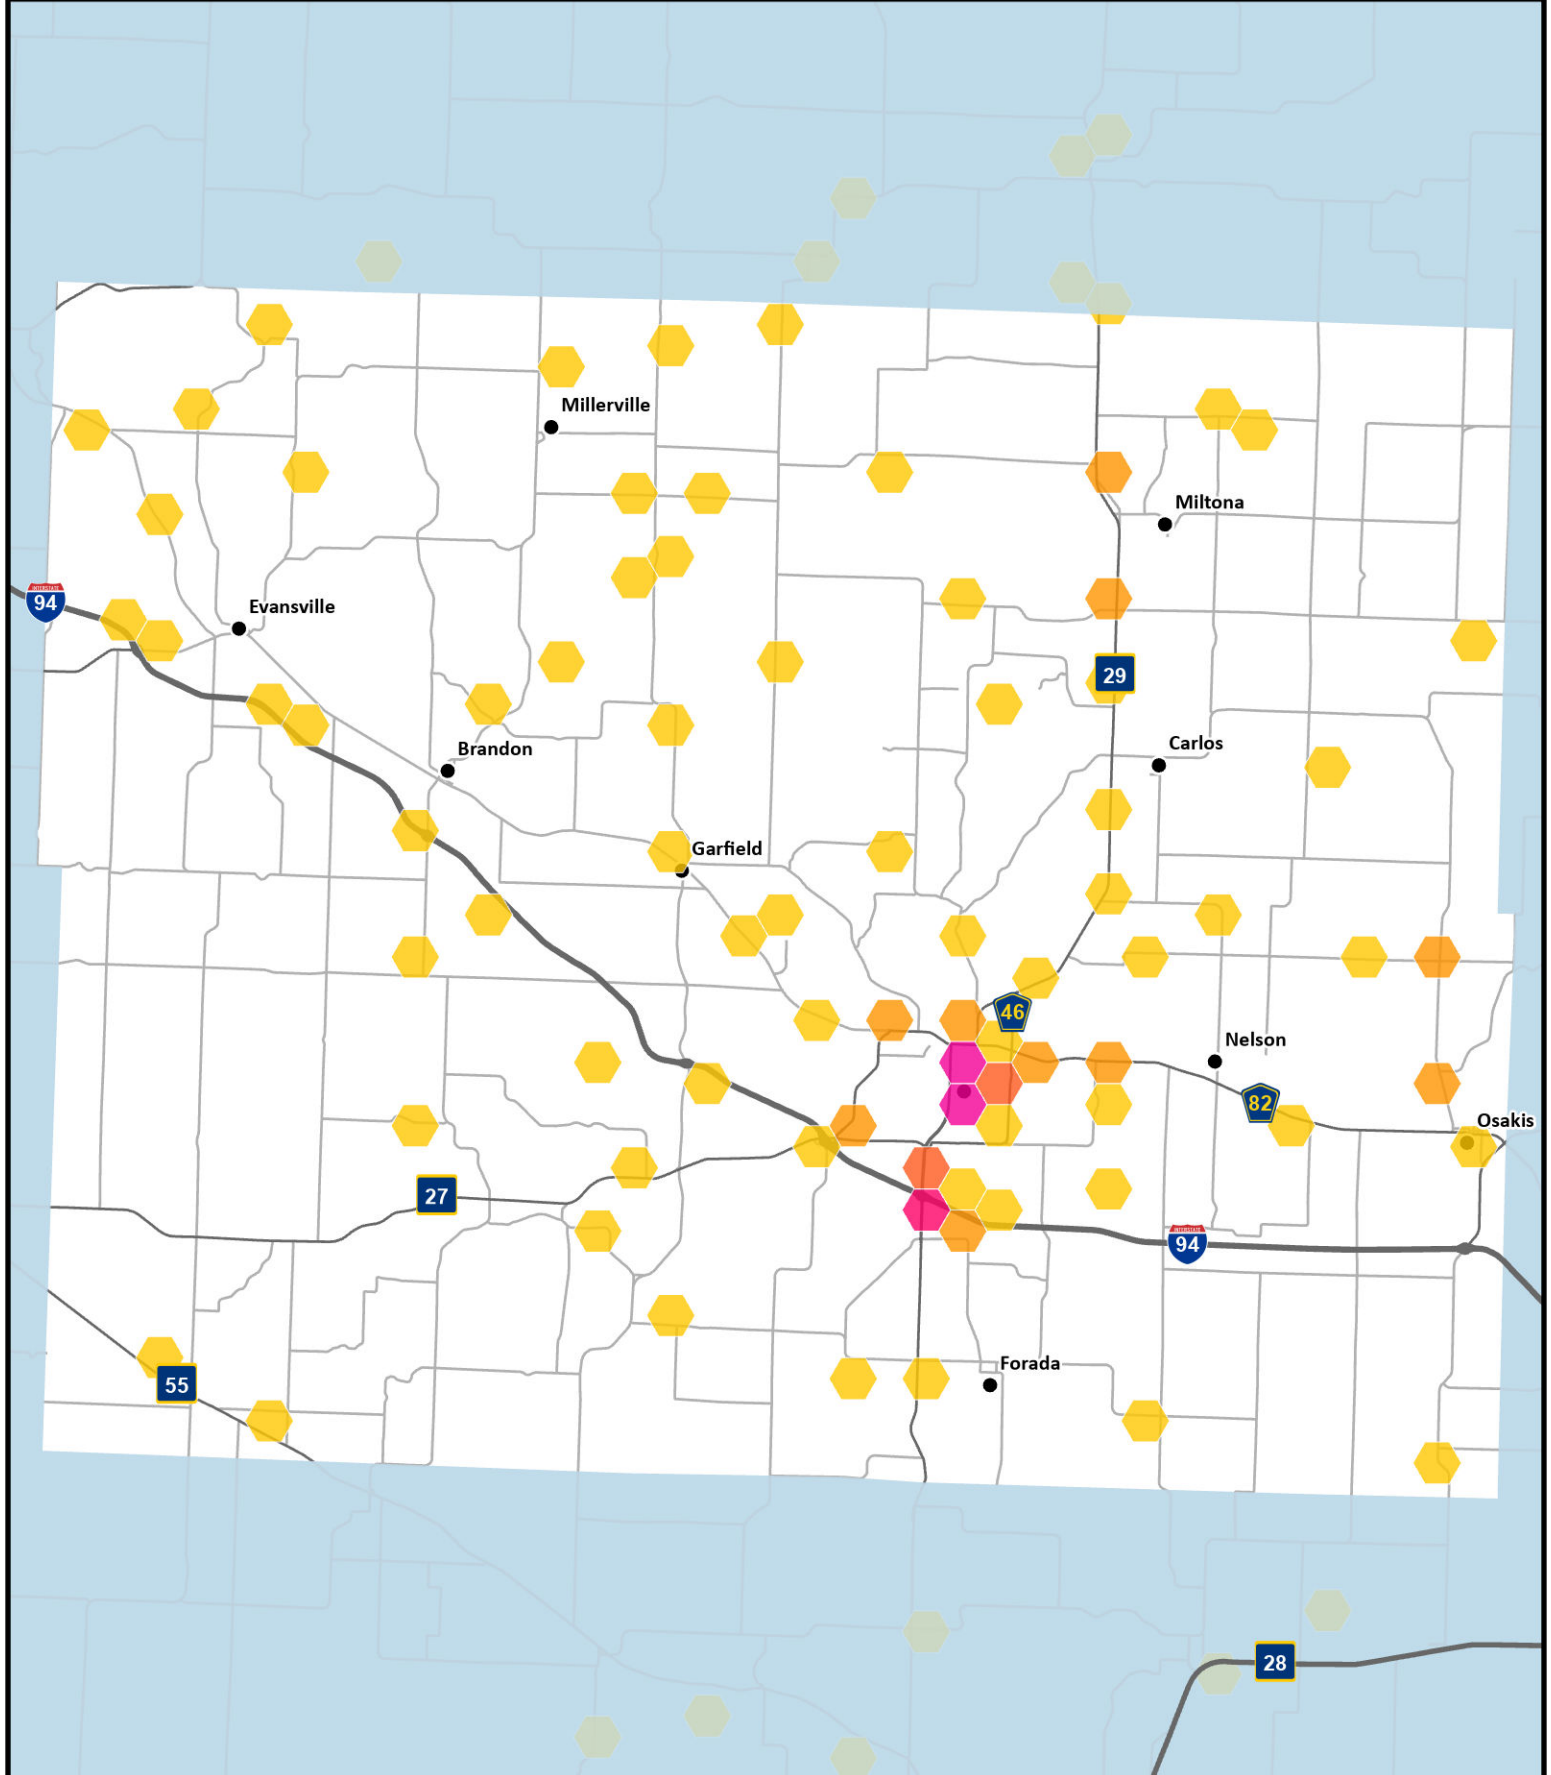 Millerville
Miltona
INTERSTATE
94
Evansville
29
Carlos
Brandon
Garfield
46
Nelson
82
Osakis
27
INTERSTATE
94
Forada
55
28